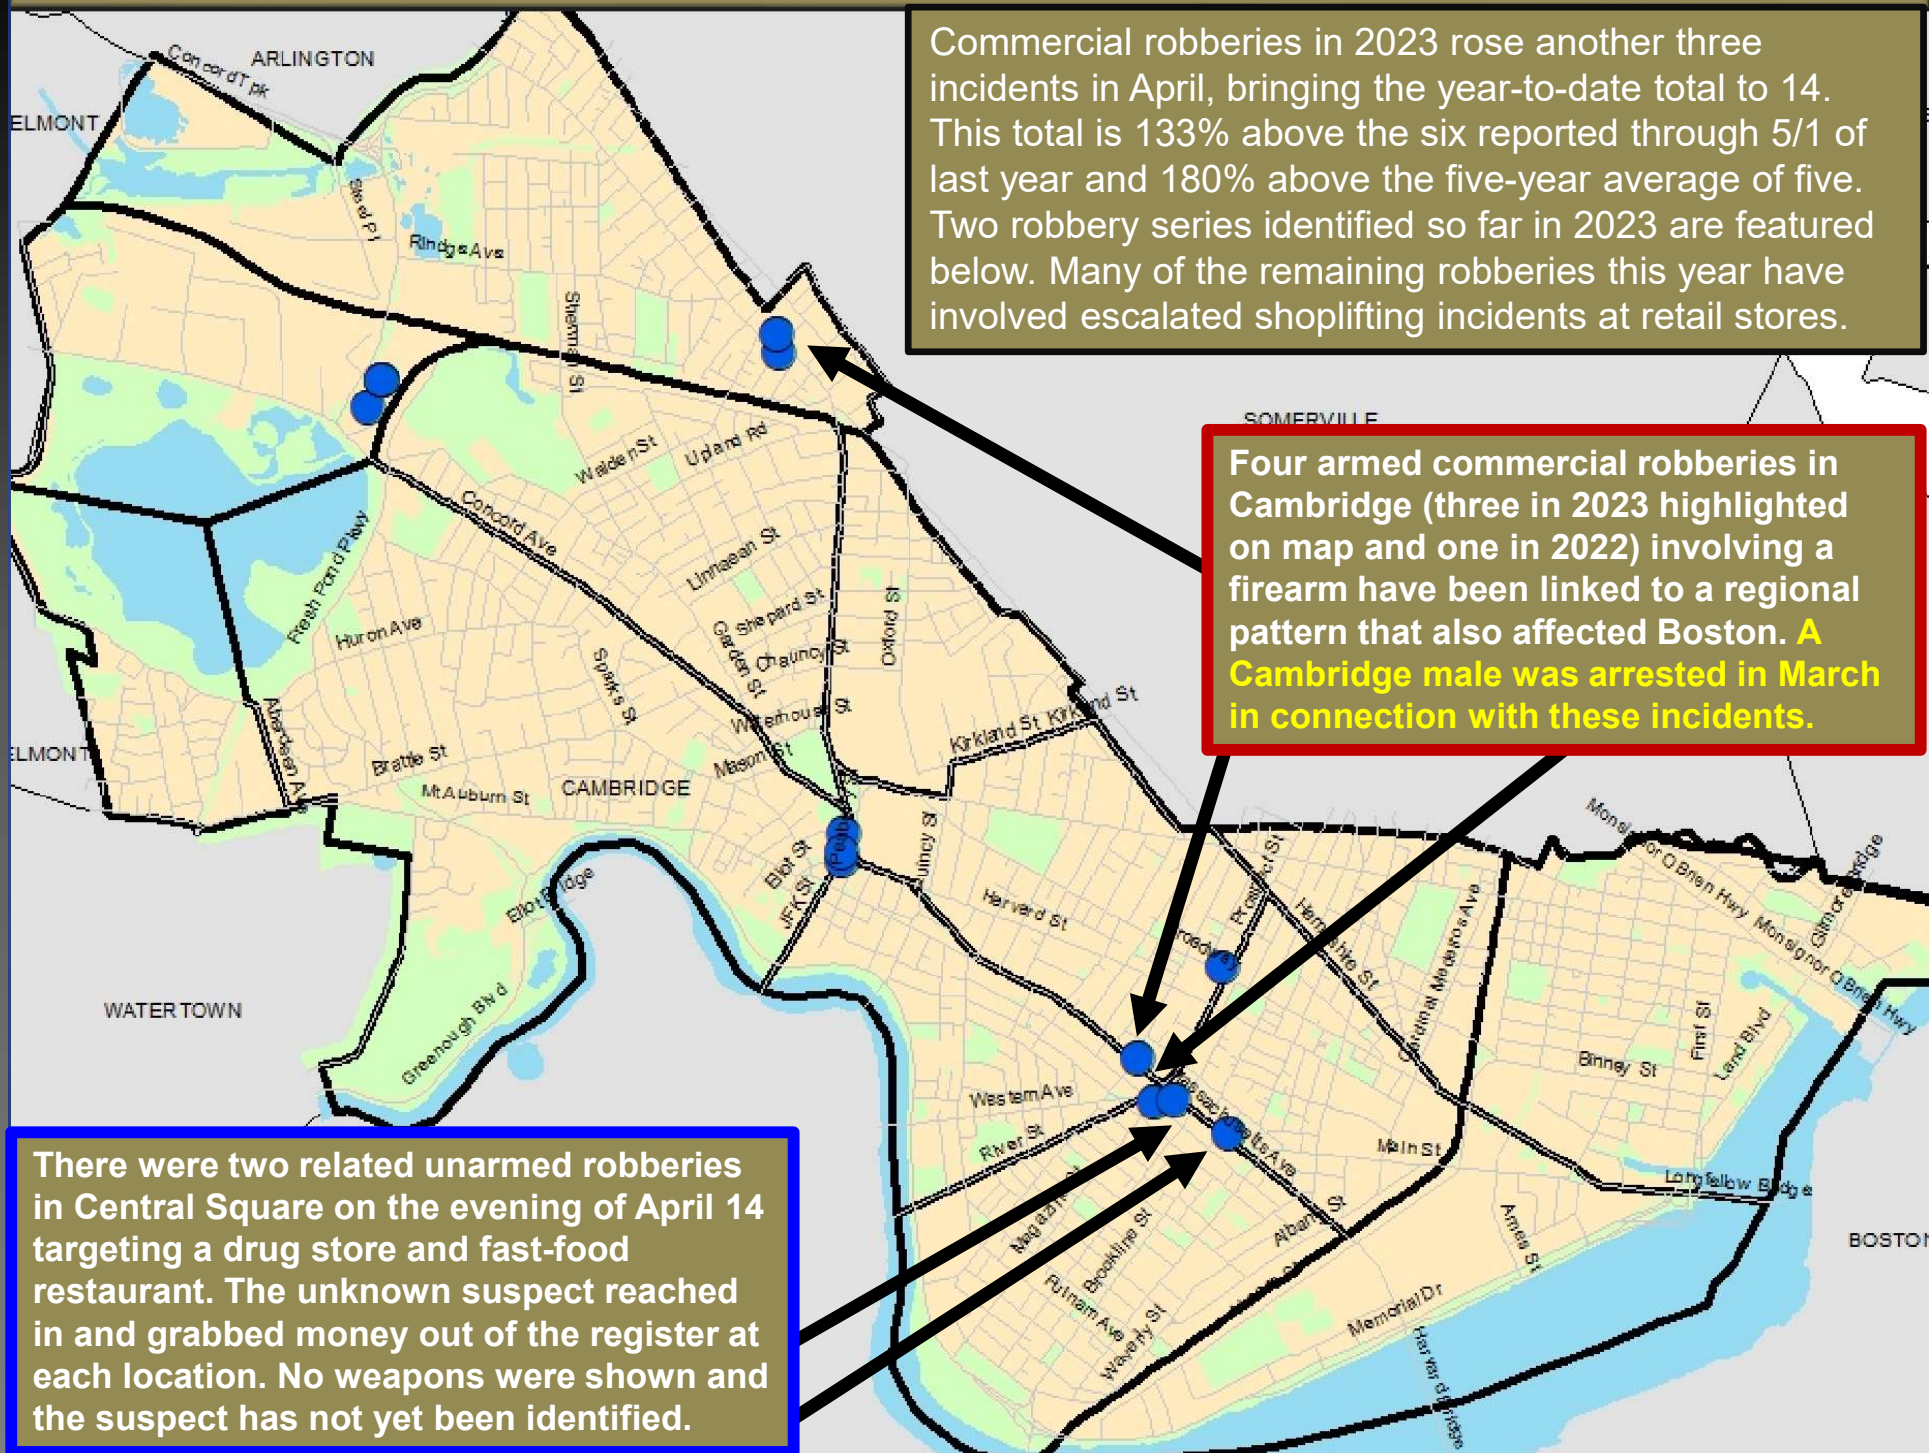 Commercial robberies in 2023 rose another three
incidents in April, bringing the year-to-date total to 14.
This total is 133% above the six reported through 5/1 of
last year and 180% above the five-year average of five.
Two robbery series identified so far in 2023 are featured
below. Many of the remaining robberies this year have
involved escalated shoplifting incidents at retail stores.
ARLINGTON
Concord Tpk
ELMONT
Rindge Ave
Sherman St
SOMERVILLE
Four armed commercial robberies in
Cambridge (three in 2023 highlighted
on map and one in 2022) involving a
firearm have been linked to a regional
pattern that also affected Boston. A
Cambridge male was arrested in March
in connection with these incidents.
Walden St
Upland Rd
Concord Ave
Fresh Pond Pkwy
Linnaean St
Shepard St
Oxford St
Huron Ave
Garden St
Chauncy St
Sparks St
Waterhouse St
Kirkland St
Kirkland St
Aberdeen Ave
ELMONT
Brattle St
Mason St
Mt Auburn St
CAMBRIDGE
Quincy St
Eliot St
JFK St
Eliot Bridge
Harvard St
Prospect St
Broadway
Hampshire St
Cardinal Medeiros Ave
Monsignor O Brien Hwy
Monsignor O Brien Hwy
Gilmore Bridge
WATERTOWN
Greenough Blvd
First St
Land Blvd
Binney St
Western Ave
Massachusetts Ave
River St
Main St
Longfellow Bridge
Albany St
Ames St
Brookline St
Putnam Ave
Waverly St
Memorial Dr
Harvard Bridge
BOSTON
There were two related unarmed robberies
in Central Square on the evening of April 14
targeting a drug store and fast-food
restaurant. The unknown suspect reached
in and grabbed money out of the register at
each location. No weapons were shown and
the suspect has not yet been identified.